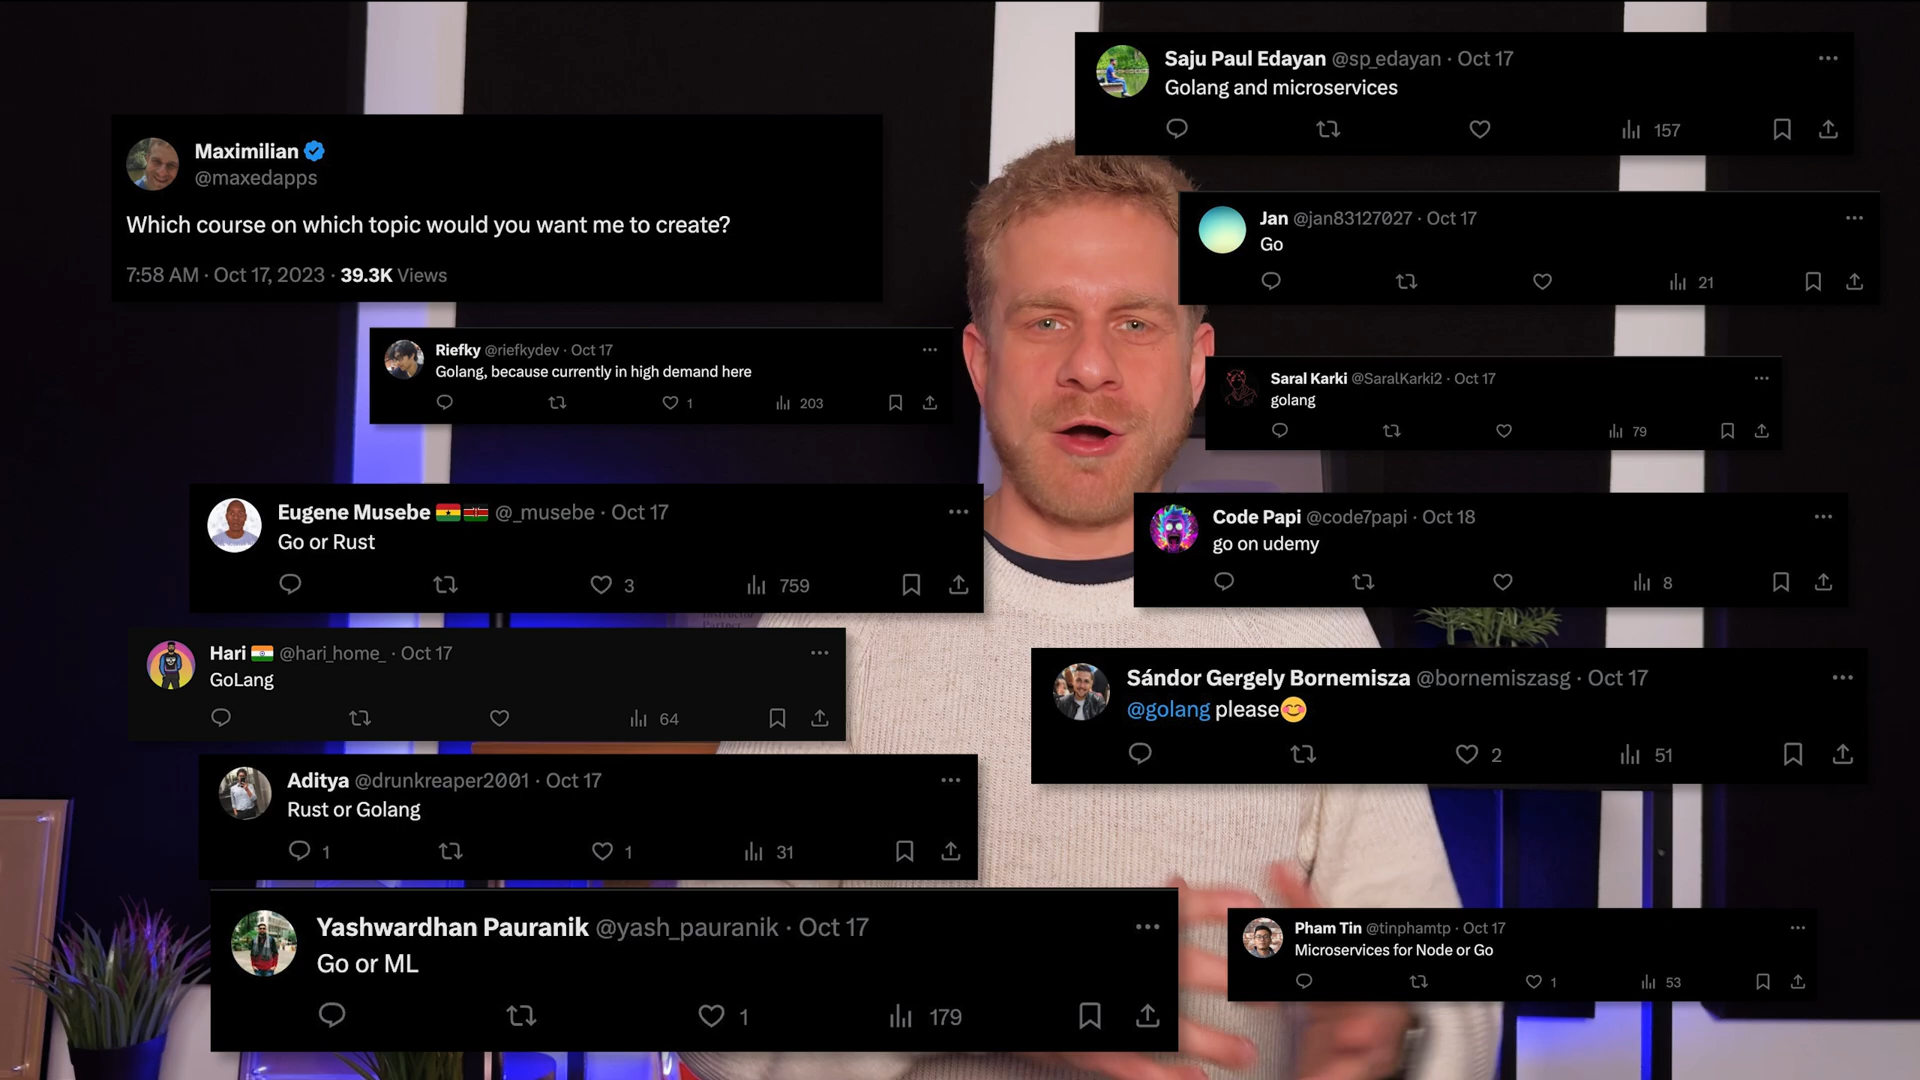 Maximilian
@maxedapps
Which course on which topic would you want me to create?
7:58 AM · Oct 17, 2023 · 39.3K Views
Riefky @riefkydev · Oct 17
Golang, because currently in high demand here
1 203
Eugene Musebe 🇬🇭🇰🇪 @_musebe · Oct 17
Go or Rust
3 759
Hari 🇮🇳 @hari_home_ · Oct 17
GoLang
64
Aditya @drunkreaper2001 · Oct 17
Rust or Golang
1 1 31
Yashwardhan Pauranik @yash_pauranik · Oct 17
Go or ML
1 179
Saju Paul Edayan @sp_edayan · Oct 17
Golang and microservices
157
Jan @jan83127027 · Oct 17
Go
21
Saral Karki @SaralKarki2 · Oct 17
golang
79
Code Papi @code7papi · Oct 18
go on udemy
8
Sándor Gergely Bornemisza @bornemiszasg · Oct 17
@golang please😊
2 51
Pham Tin @tinphamtp · Oct 17
Microservices for Node or Go
1 53
Partner